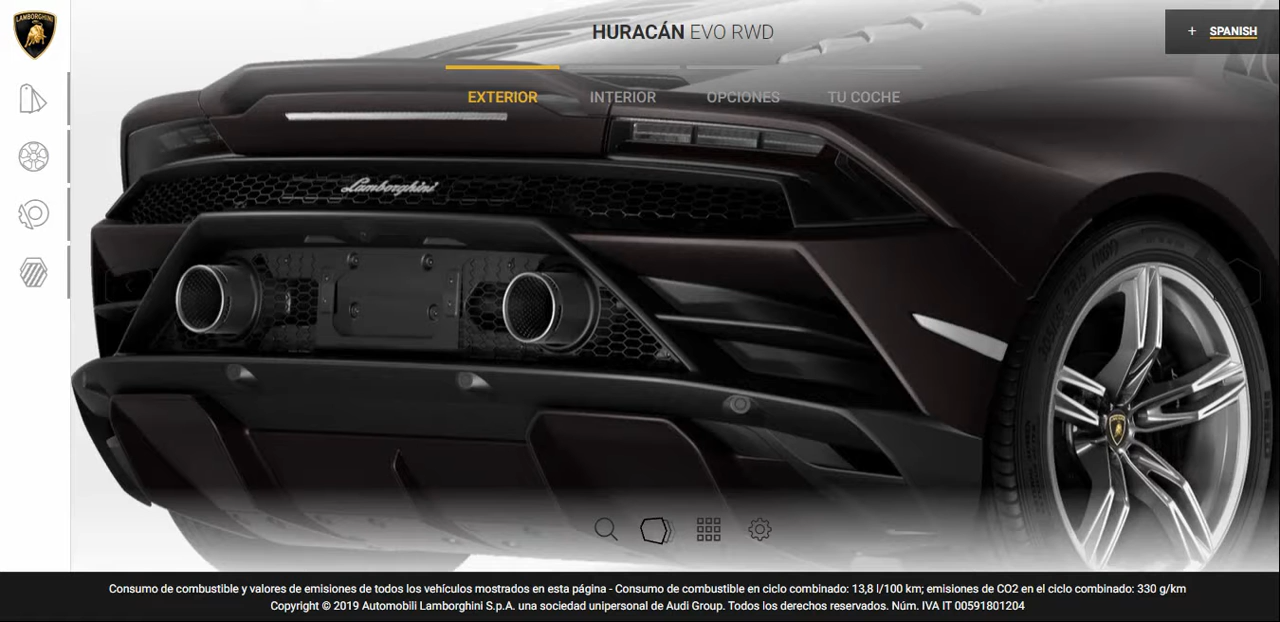 LAMBORGHINI
HURACÁN EVO RWD
+ SPANISH
EXTERIOR
INTERIOR
OPCIONES
TU COCHE
Lamborghini
Consumo de combustible y valores de emisiones de todos los vehículos mostrados en esta página - Consumo de combustible en ciclo combinado: 13,8 l/100 km; emisiones de CO2 en el ciclo combinado: 330 g/km
Copyright © 2019 Automobili Lamborghini S.p.A. una sociedad unipersonal de Audi Group. Todos los derechos reservados. Núm. IVA IT 00591801204